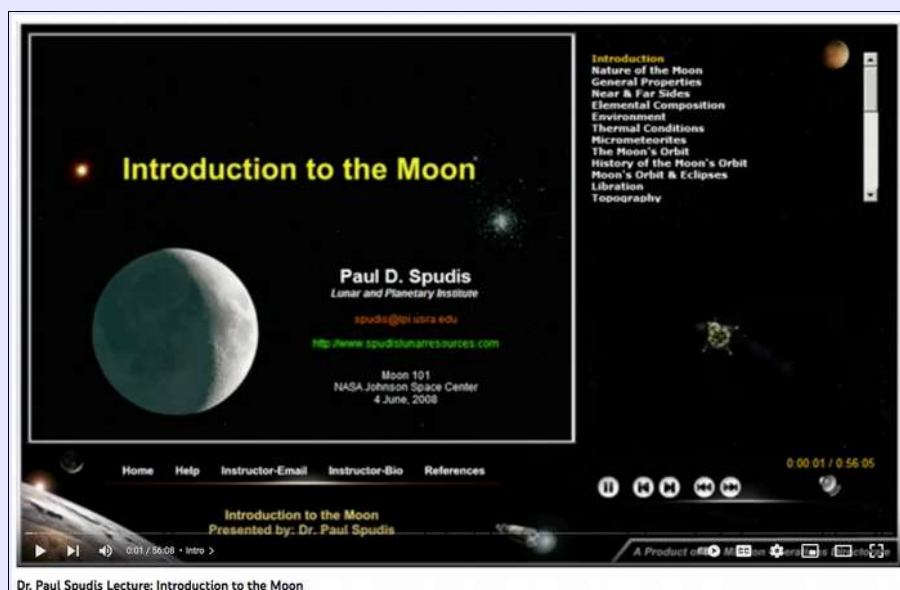 Introduction to the Moon
Paul D. Spudis
Lunar and Planetary Institute
spudis@lpi.usra.edu
http://www.spudislunarresources.com
Moon 101
NASA Johnson Space Center
4 June, 2008
Introduction
Nature of the Moon
General Properties
Near & Far Sides
Elemental Composition
Environment
Thermal Conditions
Micrometeorites
The Moon's Orbit
History of the Moon's Orbit
Moon's Orbit & Eclipses
Libration
Topography
0:00:01 / 0:56:05
Home Help Instructor-Email Instructor-Bio References
Introduction to the Moon
Presented by: Dr. Paul Spudis
0:01 / 56:08 • Intro >
A Product
CC
Dr. Paul Spudis Lecture: Introduction to the Moon